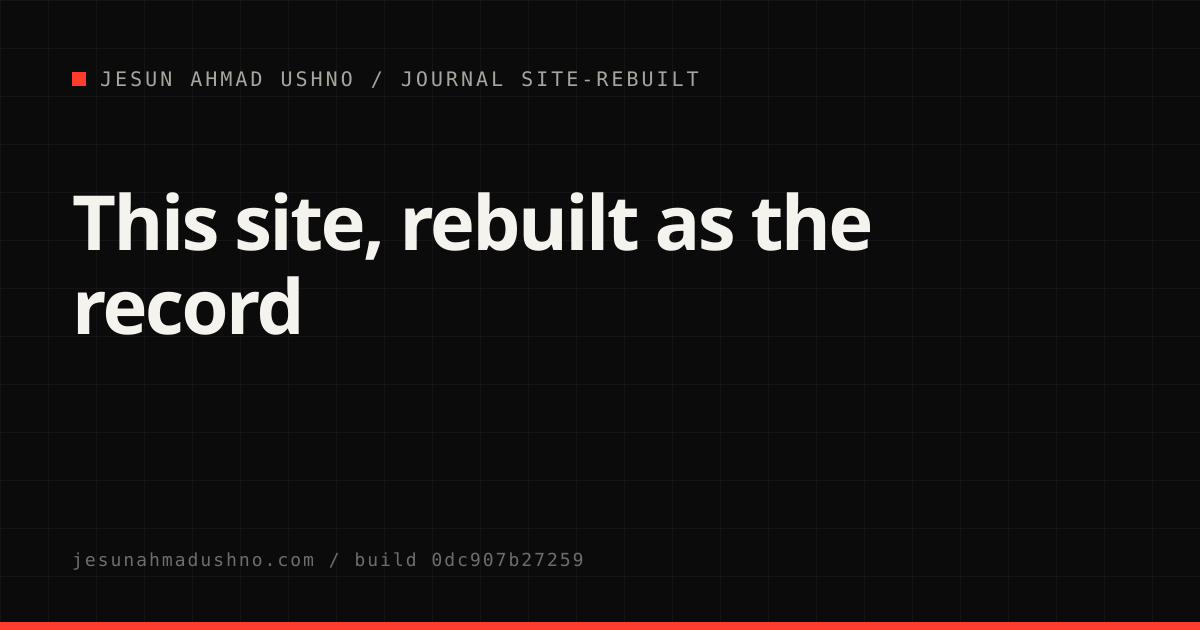 JESUN AHMAD USHNO / JOURNAL SITE-REBUILT
This site, rebuilt as the
record
jesunahmadushno.com / build 0dc907b27259